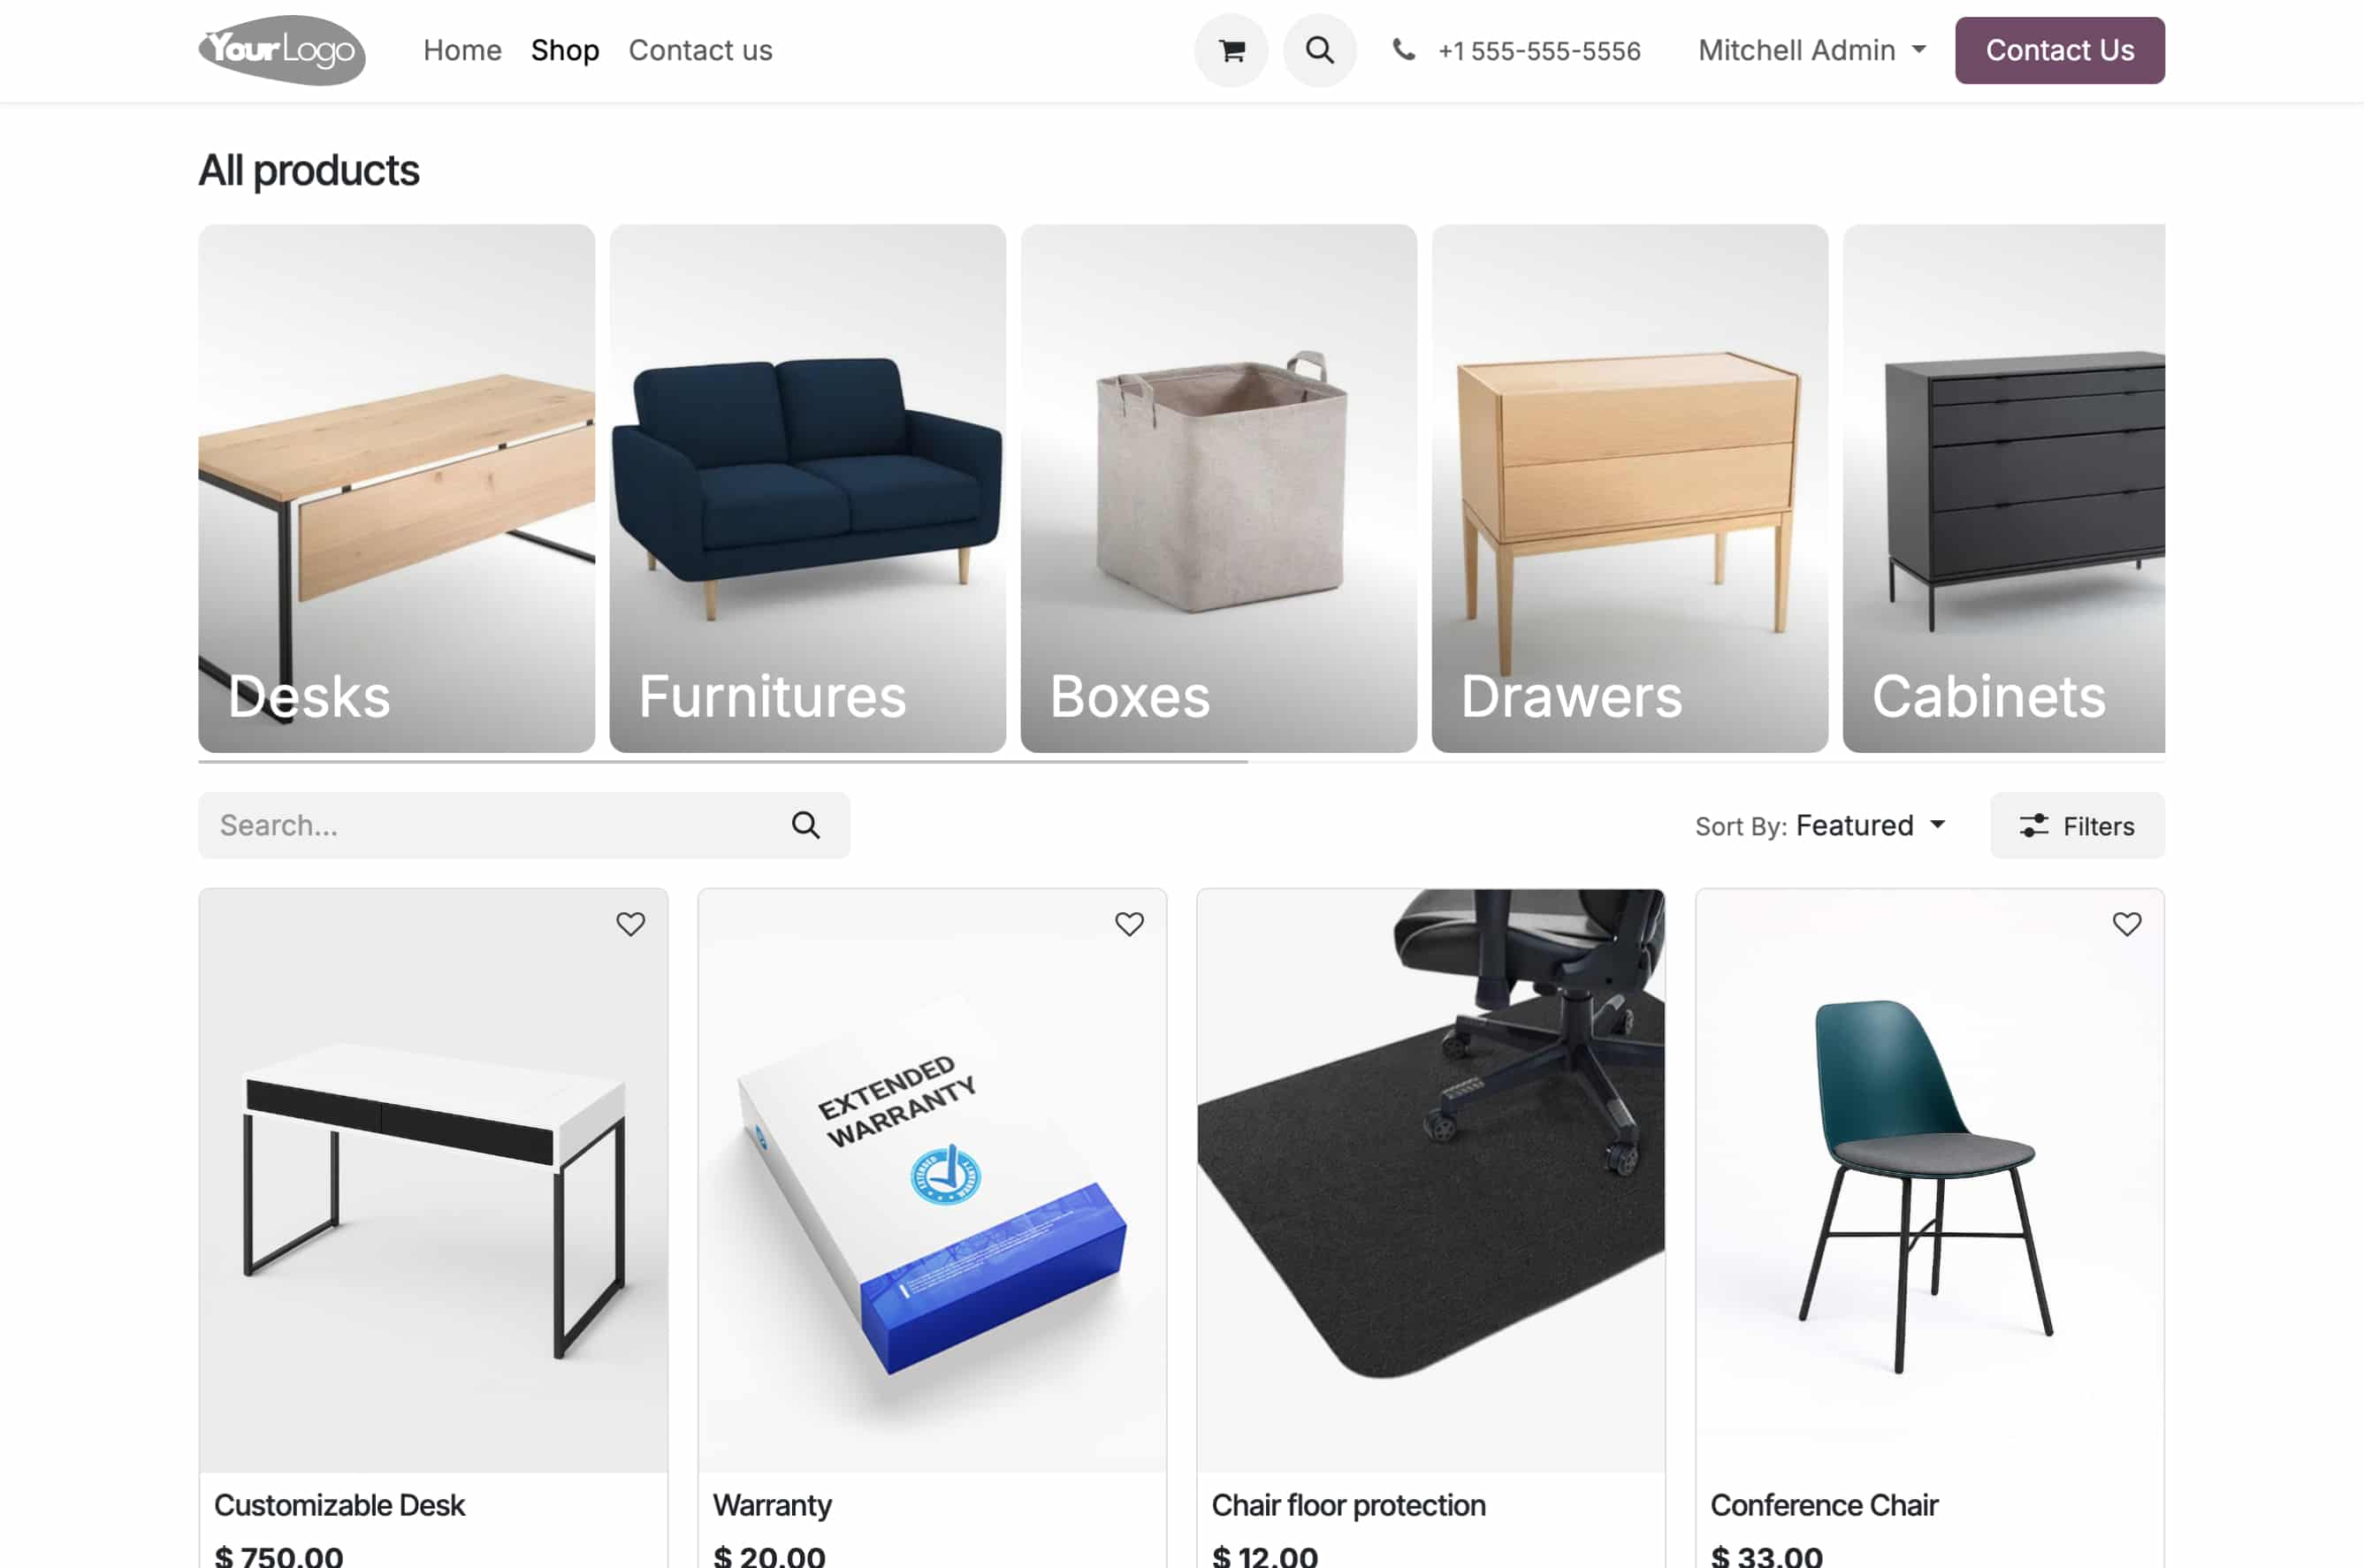 YourLogo
Home Shop Contact us
+1 555-555-5556
Mitchell Admin
Contact Us
All products
Desks
Furnitures
Boxes
Drawers
Cabinets
Search...
Sort By: Featured
Filters
EXTENDED
WARRANTY
Customizable Desk
$ 750.00
Warranty
$ 20.00
Chair floor protection
$ 12.00
Conference Chair
$ 33.00